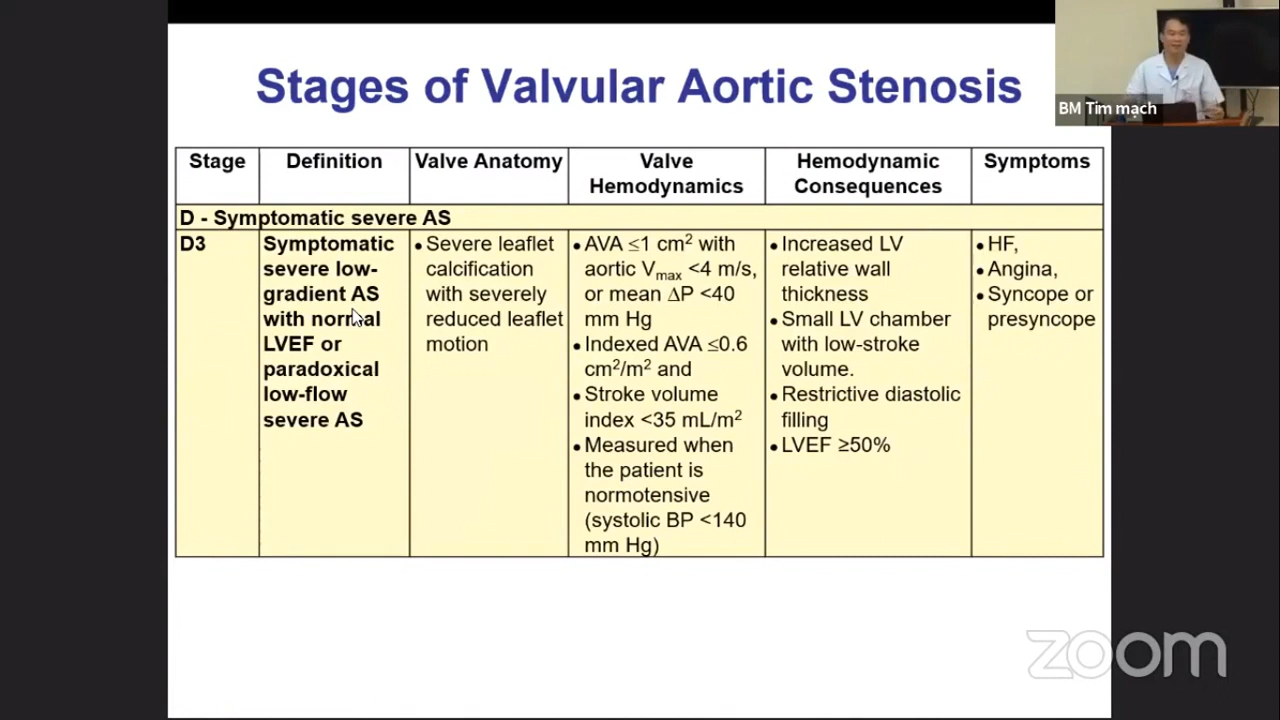 Stages of Valvular Aortic Stenosis
BM Tim mạch
Stage
Definition
Valve Anatomy
Valve
Hemodynamics
Hemodynamic
Consequences
Symptoms
D - Symptomatic severe AS
D3
Symptomatic
severe low-
gradient AS
with normal
LVEF or
paradoxical
low-flow
severe AS
• Severe leaflet
calcification
with severely
reduced leaflet
motion
• AVA ≤1 cm² with
aortic Vmax <4 m/s,
or mean ΔP <40
mm Hg
• Indexed AVA ≤0.6
cm²/m² and
• Stroke volume
index <35 mL/m²
• Measured when
the patient is
normotensive
(systolic BP <140
mm Hg)
• Increased LV
relative wall
thickness
• Small LV chamber
with low-stroke
volume.
• Restrictive diastolic
filling
• LVEF ≥50%
• HF,
• Angina,
• Syncope or
presyncope
zoom